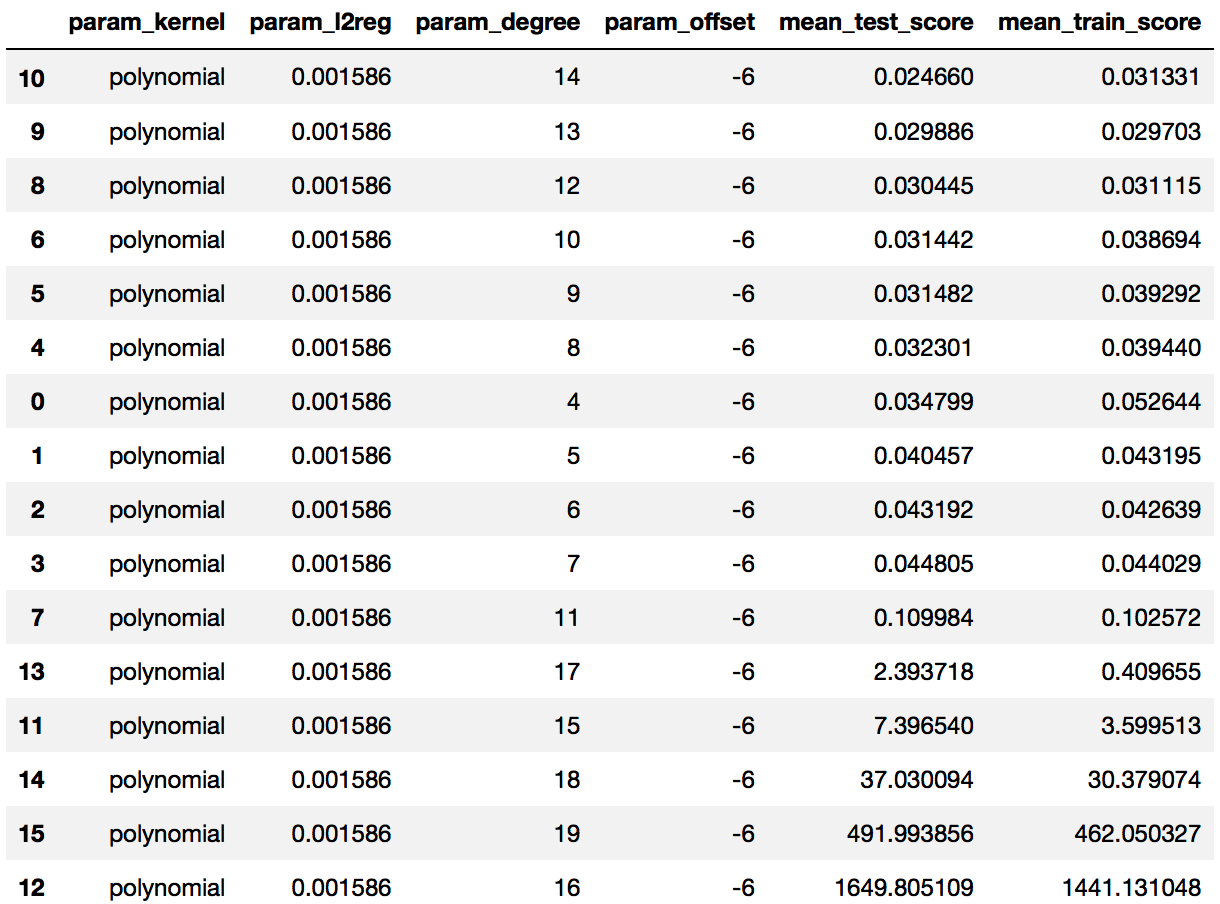 param_kernel param_l2reg param_degree param_offset mean_test_score mean_train_score
10 polynomial 0.001586 14 -6 0.024660 0.031331
9 polynomial 0.001586 13 -6 0.029886 0.029703
8 polynomial 0.001586 12 -6 0.030445 0.031115
6 polynomial 0.001586 10 -6 0.031442 0.038694
5 polynomial 0.001586 9 -6 0.031482 0.039292
4 polynomial 0.001586 8 -6 0.032301 0.039440
0 polynomial 0.001586 4 -6 0.034799 0.052644
1 polynomial 0.001586 5 -6 0.040457 0.043195
2 polynomial 0.001586 6 -6 0.043192 0.042639
3 polynomial 0.001586 7 -6 0.044805 0.044029
7 polynomial 0.001586 11 -6 0.109984 0.102572
13 polynomial 0.001586 17 -6 2.393718 0.409655
11 polynomial 0.001586 15 -6 7.396540 3.599513
14 polynomial 0.001586 18 -6 37.030094 30.379074
15 polynomial 0.001586 19 -6 491.993856 462.050327
12 polynomial 0.001586 16 -6 1649.805109 1441.131048